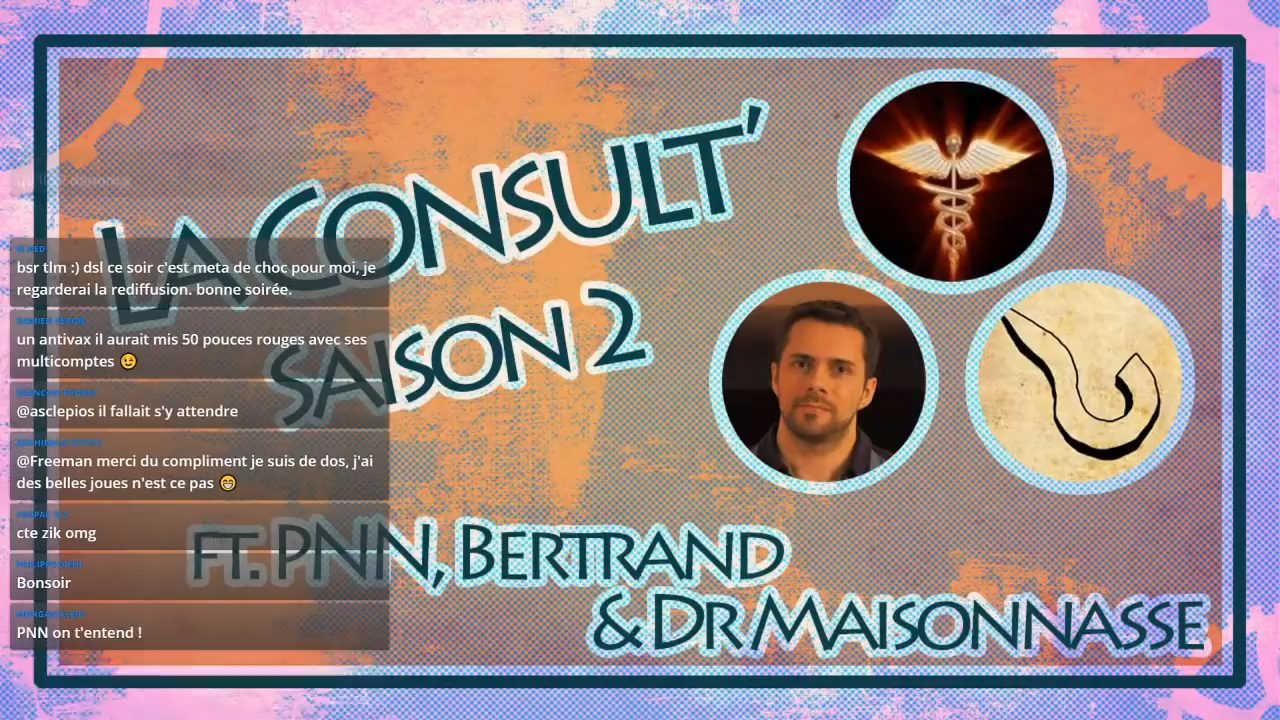 LA CONSULT'
SAISON 2
FT. PNN, BERTRAND
& DR MAISONNASSE
bsr tlm :) dsl ce soir c'est meta de choc pour moi, je
regarderai la rediffusion. bonne soirée.
un antivax il aurait mis 50 pouces rouges avec ses
multicomptes 😉
@asclepios il fallait s'y attendre
@Freeman merci du compliment je suis de dos, j'ai
des belles joues n'est ce pas 😁
cte zik omg
Bonsoir
PNN on t'entend !